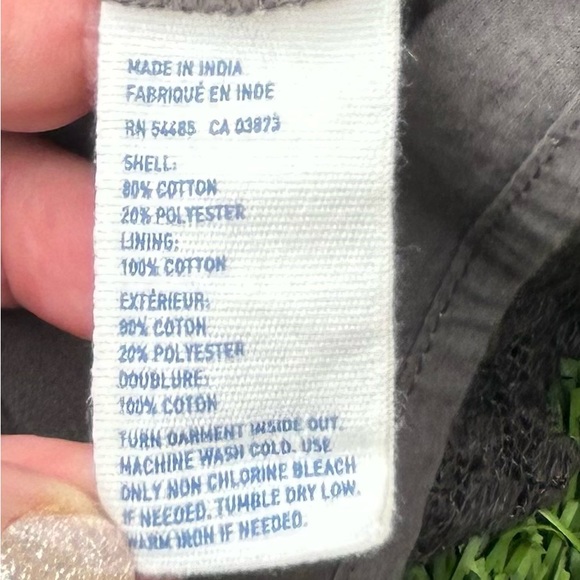 MADE IN INDIA
FABRIQUÉ EN INDE
RN 54485 CA 03873
SHELL:
80% COTTON
20% POLYESTER
LINING:
100% COTTON
EXTÉRIEUR:
80% COTON
20% POLYESTER
DOUBLURE:
100% COTON
TURN GARMENT INSIDE OUT.
MACHINE WASH COLD. USE
ONLY NON CHLORINE BLEACH
IF NEEDED. TUMBLE DRY LOW.
WARM IRON IF NEEDED.